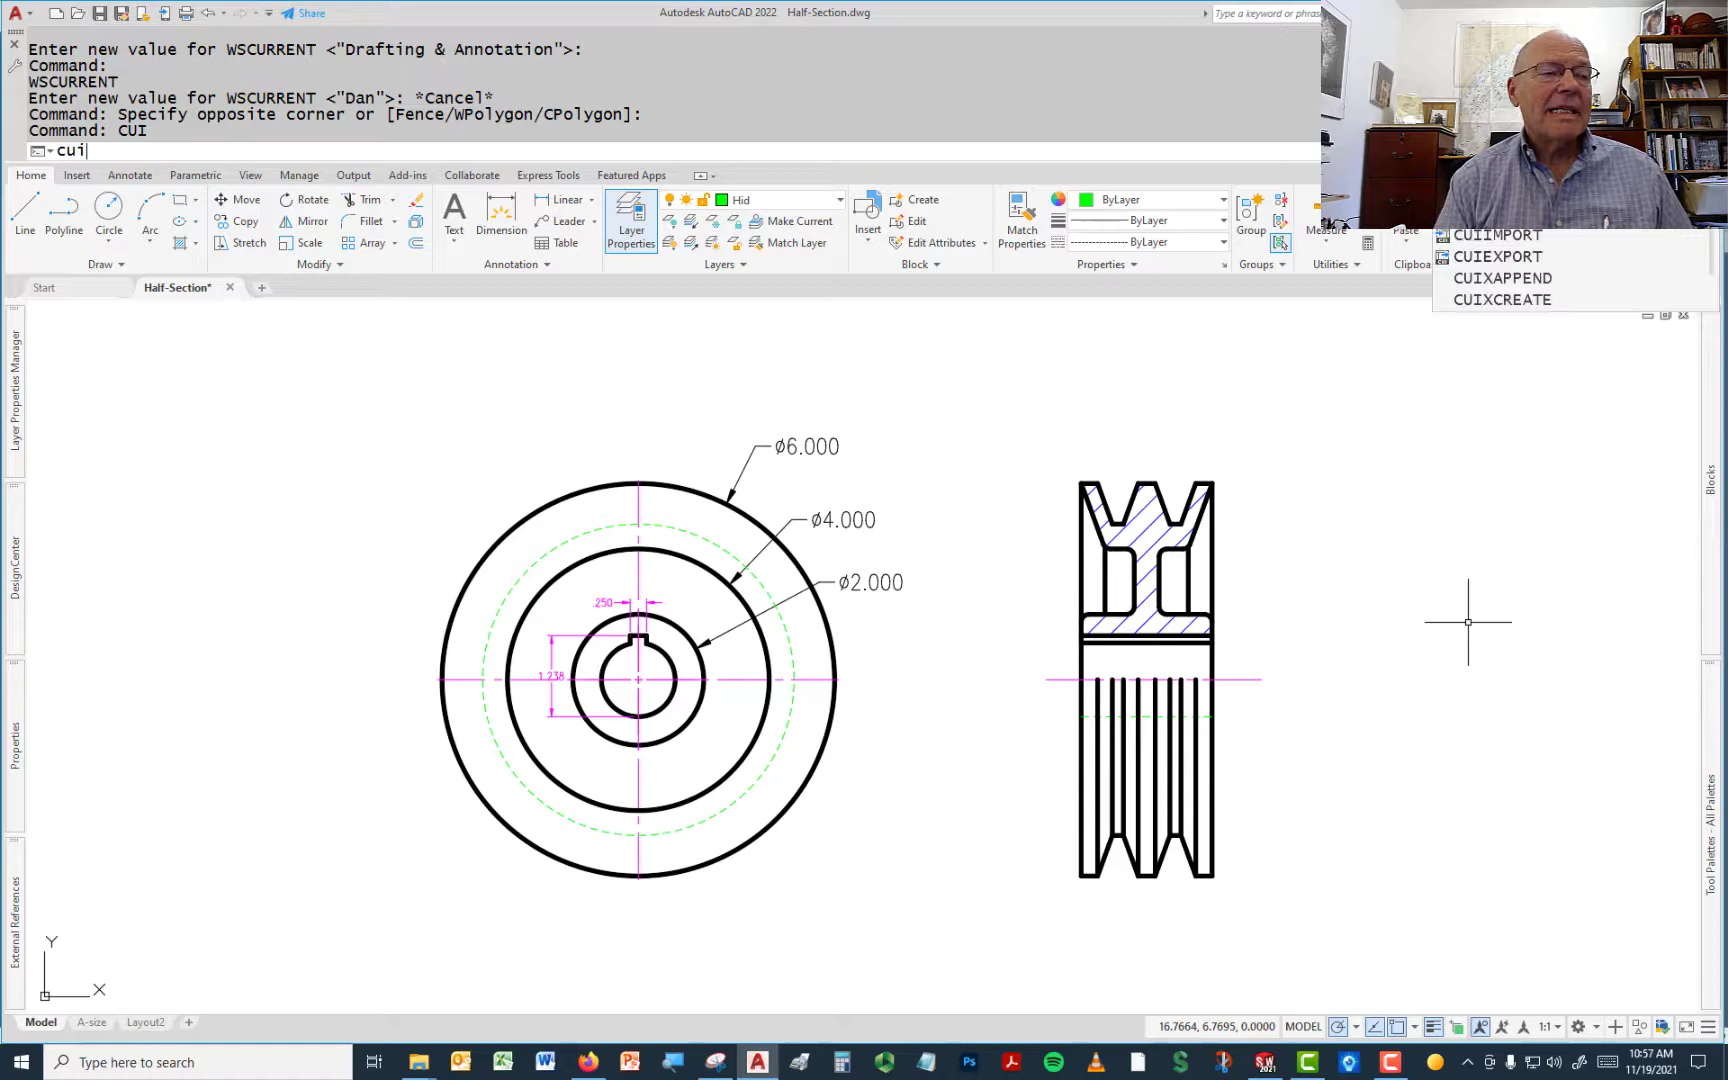 Share
Autodesk AutoCAD 2022 Half-Section.dwg
Type a keyword or phras
Enter new value for WSCURRENT <"Drafting & Annotation">:
Command:
WSCURRENT
Enter new value for WSCURRENT <"Dan">: *Cancel*
Command: Specify opposite corner or [Fence/WPolygon/CPolygon]:
Command: CUI
cui
Home Insert Annotate Parametric View Manage Output Add-ins Collaborate Express Tools Featured Apps
Line Polyline Circle Arc
Move Rotate Trim
Copy Mirror Fillet
Stretch Scale Array
Text Dimension
Linear
Leader
Table
Layer
Properties
Hid
Make Current
Match Layer
Insert
Create
Edit
Edit Attributes
Match
Properties
ByLayer
ByLayer
ByLayer
Group
Measure
Paste
Draw Modify Annotation Layers Block Properties Groups Utilities Clipboa
CUIIMPORT
CUIEXPORT
CUIXAPPEND
CUIXCREATE
Start Half-Section*
Layer Properties Manager
DesignCenter
Properties
External References
Blocks
Tool Palettes - All Palettes
ø6.000
ø4.000
ø2.000
.250
1.238
Y
X
Model A-size Layout2
16.7664, 6.7695, 0.0000 MODEL 1:1
Type here to search
10:57 AM
11/19/2021